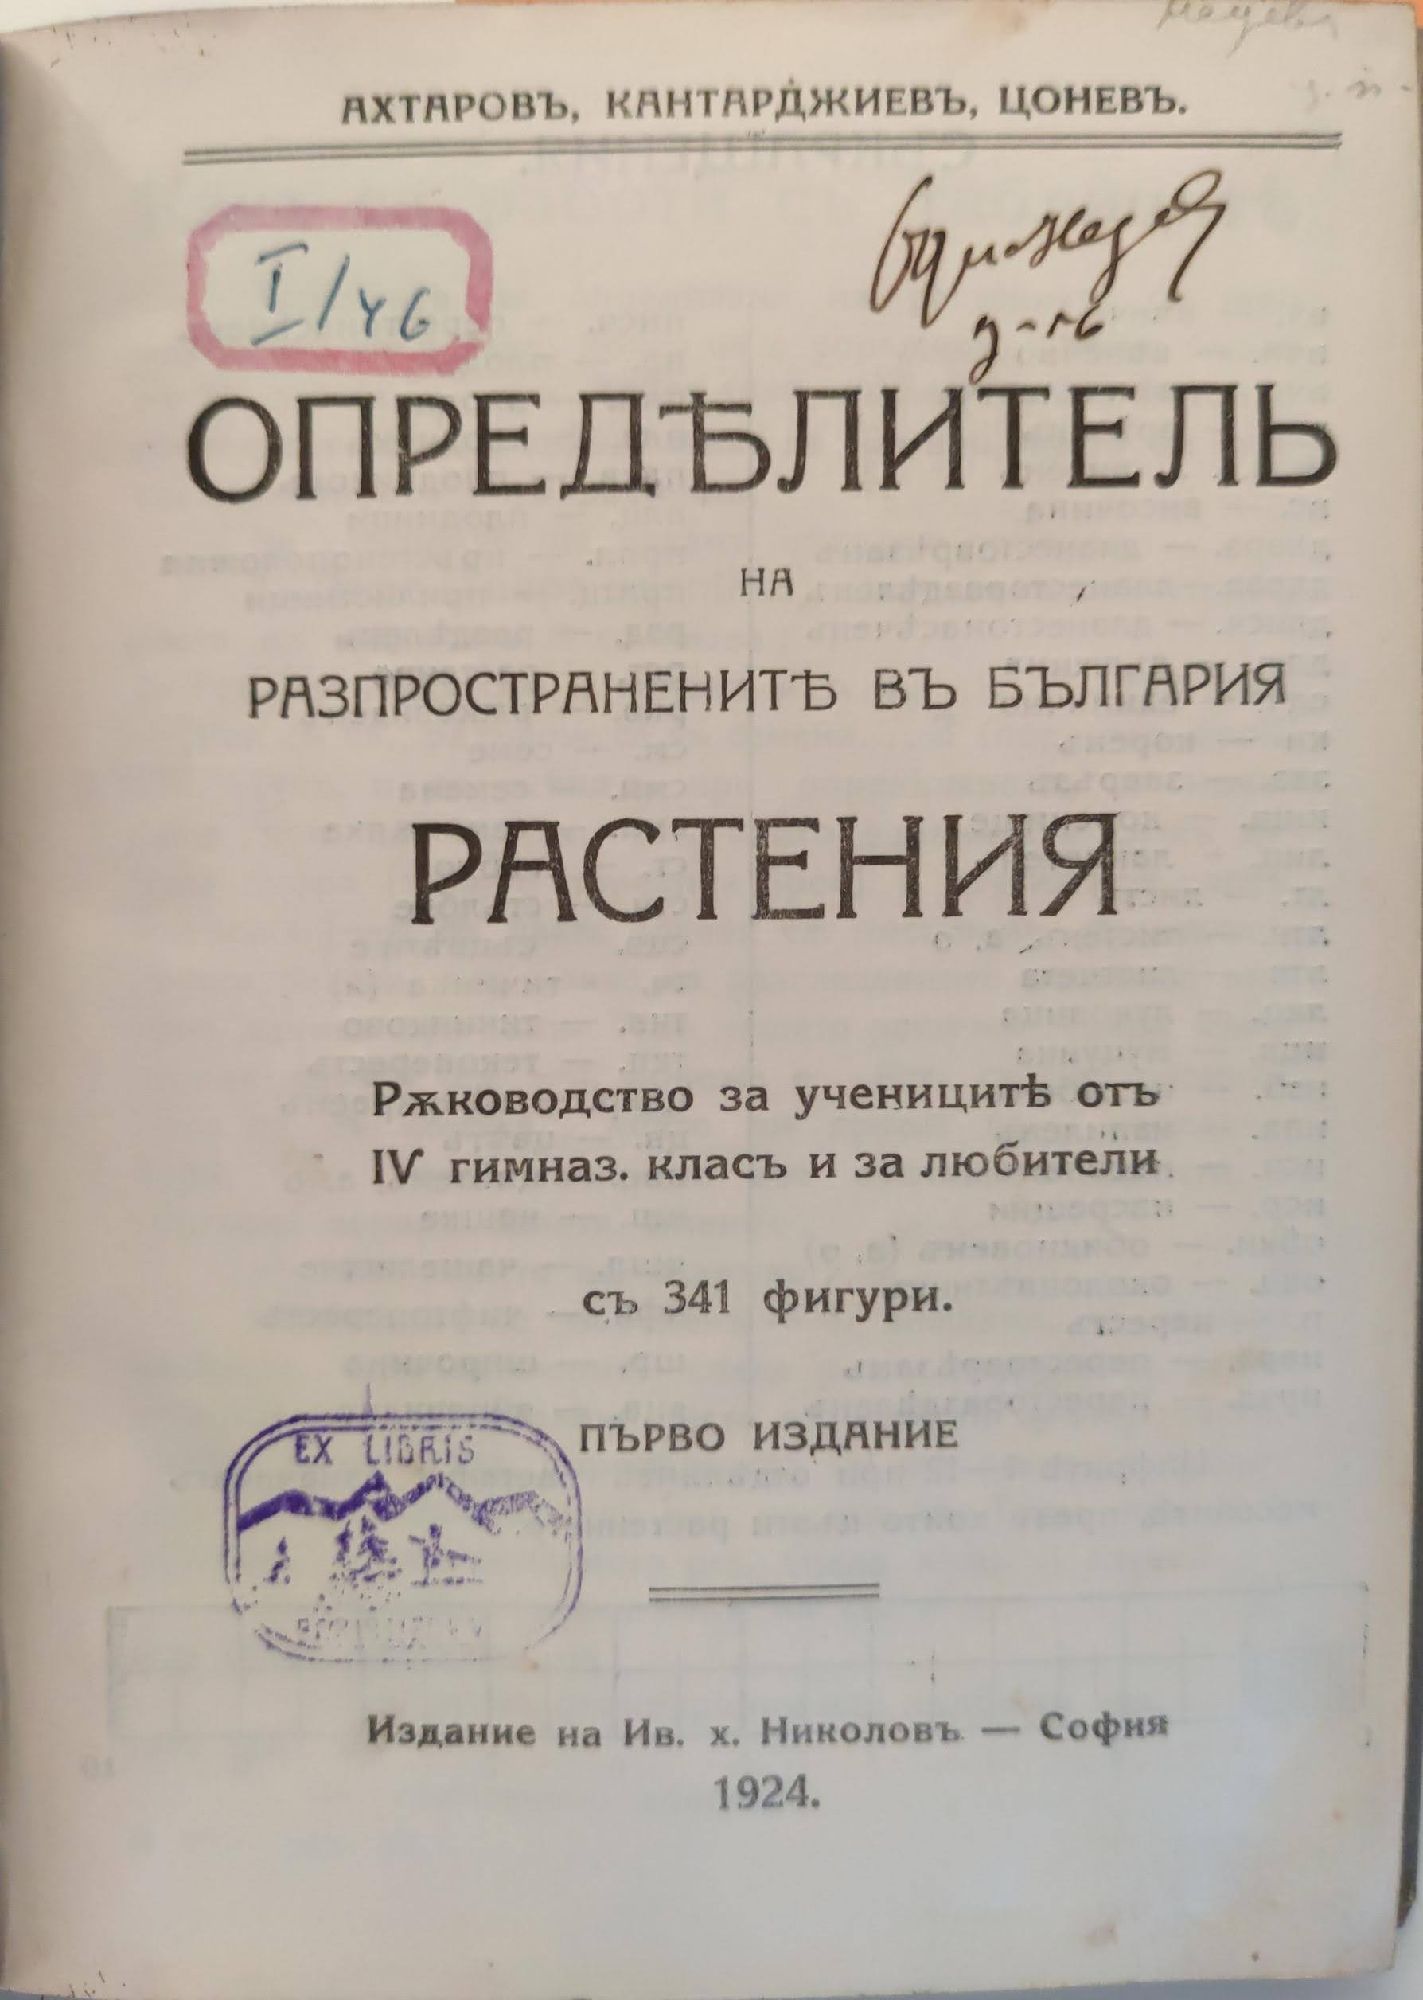 АХТАРОВЪ, КАНТАРДЖИЕВЪ, ЦОНЕВЪ.
I/46
ОПРЕДѢЛИТЕЛЬ
НА
РАЗПРОСТРАНЕНИТѢ ВЪ БЪЛГАРИЯ
РАСТЕНИЯ
Рѫководство за ученицитѣ отъ
IV гимназ. класъ и за любители
съ 341 фигури.
ПЪРВО ИЗДАНИЕ
EX LIBRIS
Издание на Ив. х. Николовъ — София
1924.